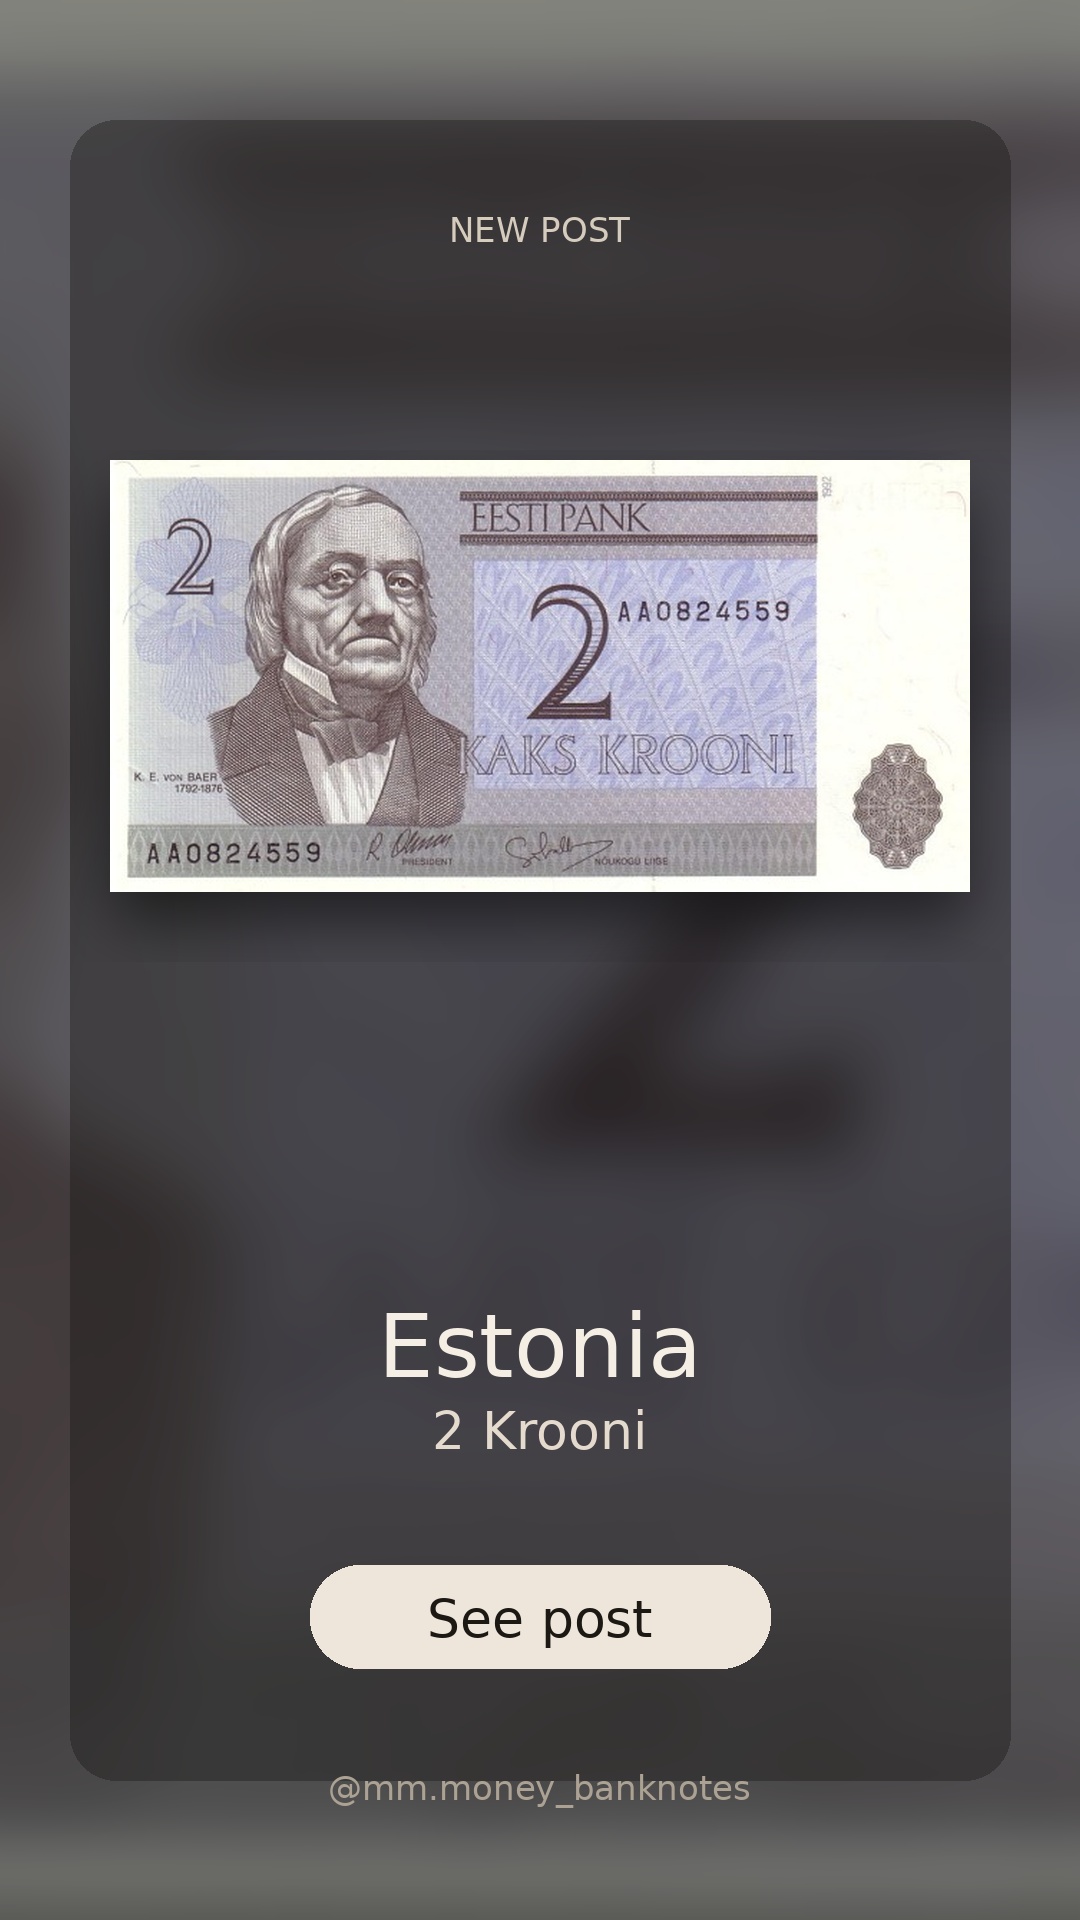 NEW POST
1992
EESTI PANK
2
2
AA0824559
KAKS KROONI
K. E. VON BAER
1792-1876
AA0824559
PRESIDENT
NÕUKOGU LIIGE
Estonia
2 Krooni
See post
@mm.money_banknotes